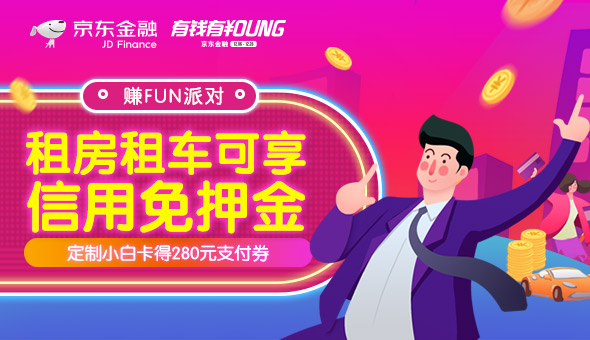 京东金融
JD Finance
有钱有YOUNG
京东金融
赚FUN派对
租房租车可享
信用免押金
定制小白卡得280元支付券